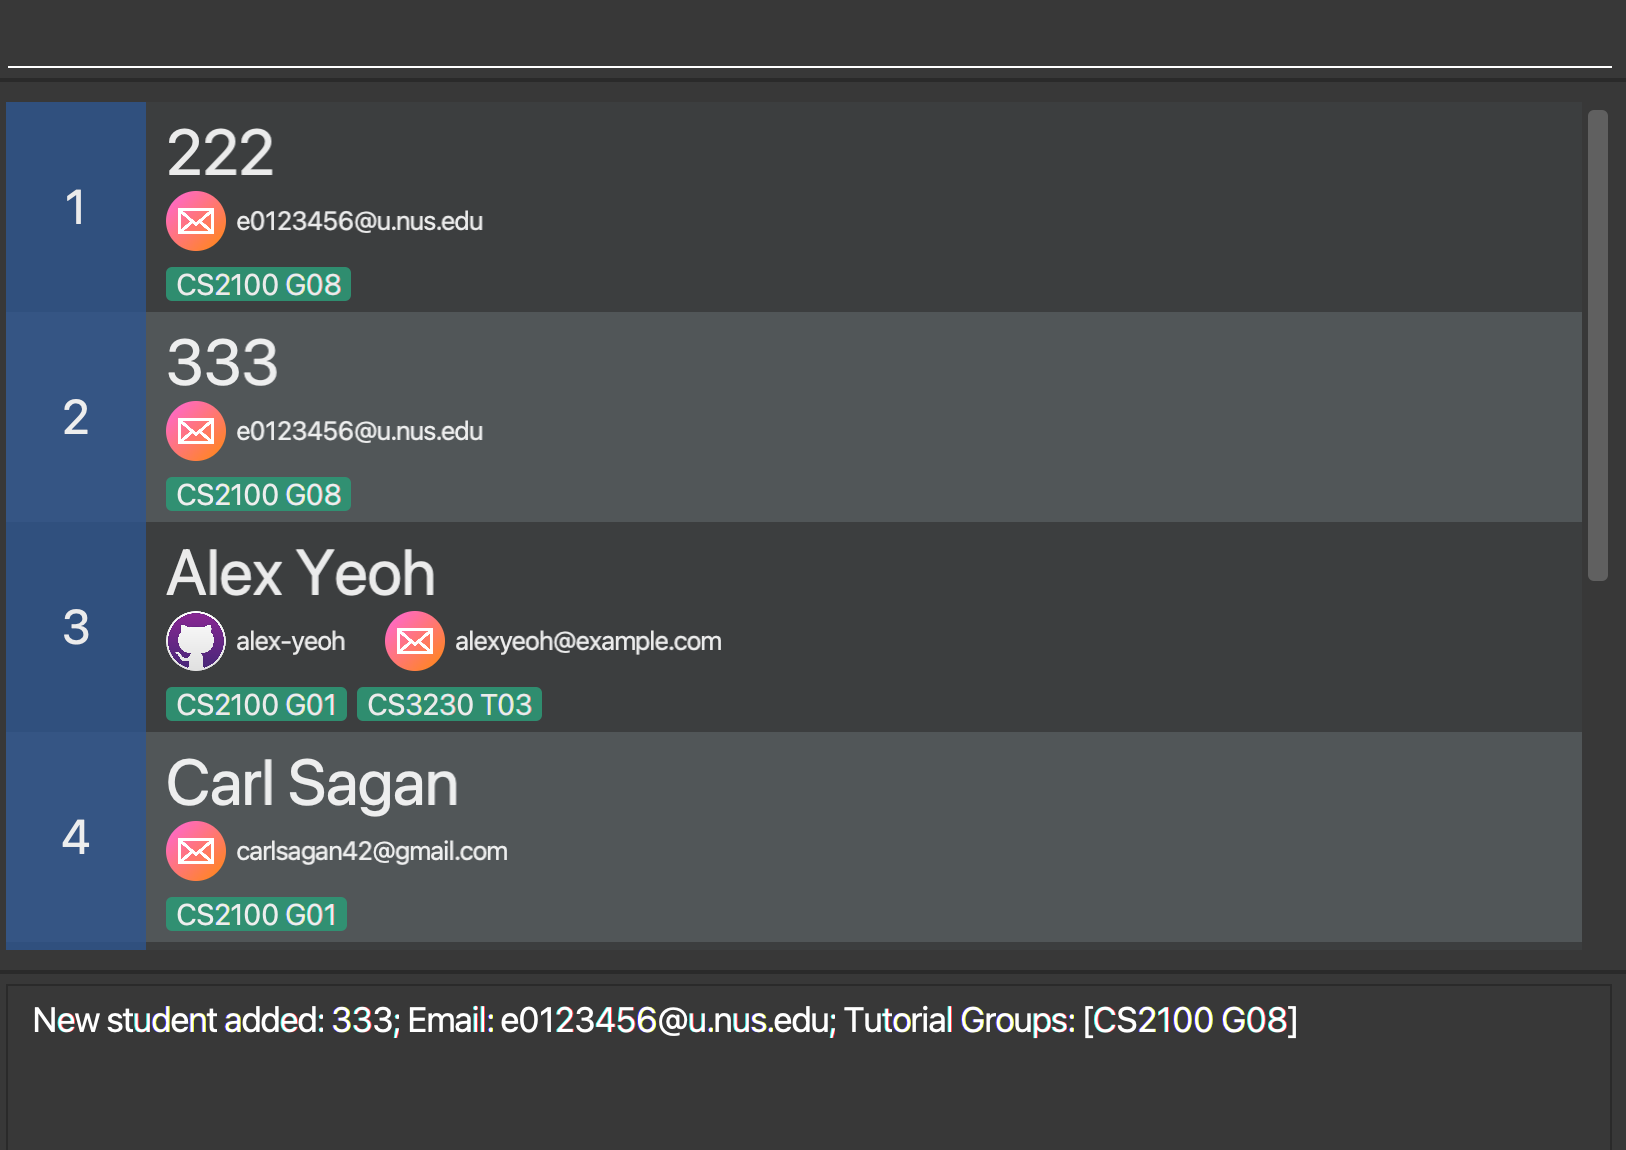 1
222
e0123456@u.nus.edu
CS2100 G08
2
333
e0123456@u.nus.edu
CS2100 G08
3
Alex Yeoh
alex-yeoh alexyeoh@example.com
CS2100 G01 CS3230 T03
4
Carl Sagan
carlsagan42@gmail.com
CS2100 G01
New student added: 333; Email: e0123456@u.nus.edu; Tutorial Groups: [CS2100 G08]